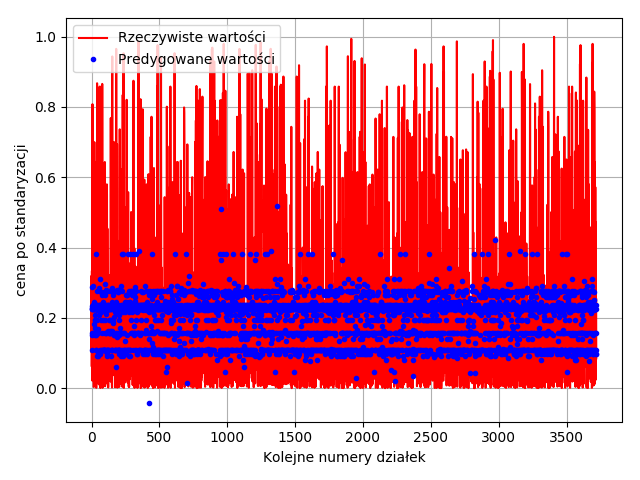 Rzeczywiste wartości
Predygowane wartości
1.0
0.8
0.6
0.4
0.2
0.0
cena po standaryzacji
0 500 1000 1500 2000 2500 3000 3500
Kolejne numery działek